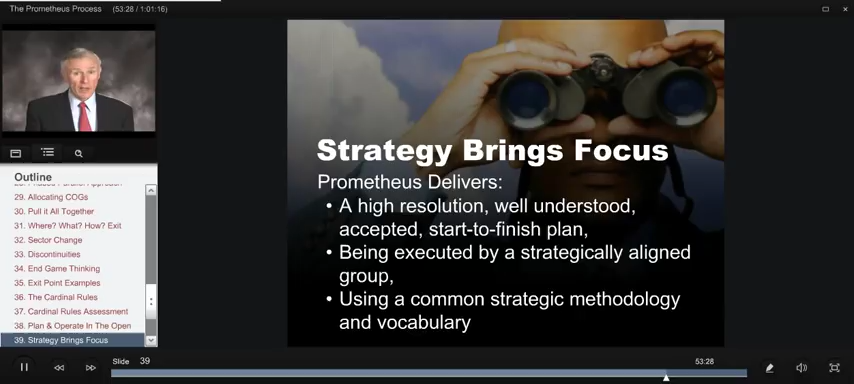 The Prometheus Process (53:28 / 1:01:16)
Outline
29. Allocating COGs
30. Pull it All Together
31. Where? What? How? Exit
32. Sector Change
33. Discontinuities
34. End Game Thinking
35. Exit Point Examples
36. The Cardinal Rules
37. Cardinal Rules Assessment
38. Plan & Operate In The Open
39. Strategy Brings Focus
Strategy Brings Focus
Prometheus Delivers:
• A high resolution, well understood,
accepted, start-to-finish plan,
• Being executed by a strategically aligned
group,
• Using a common strategic methodology
and vocabulary
Slide 39
53:28